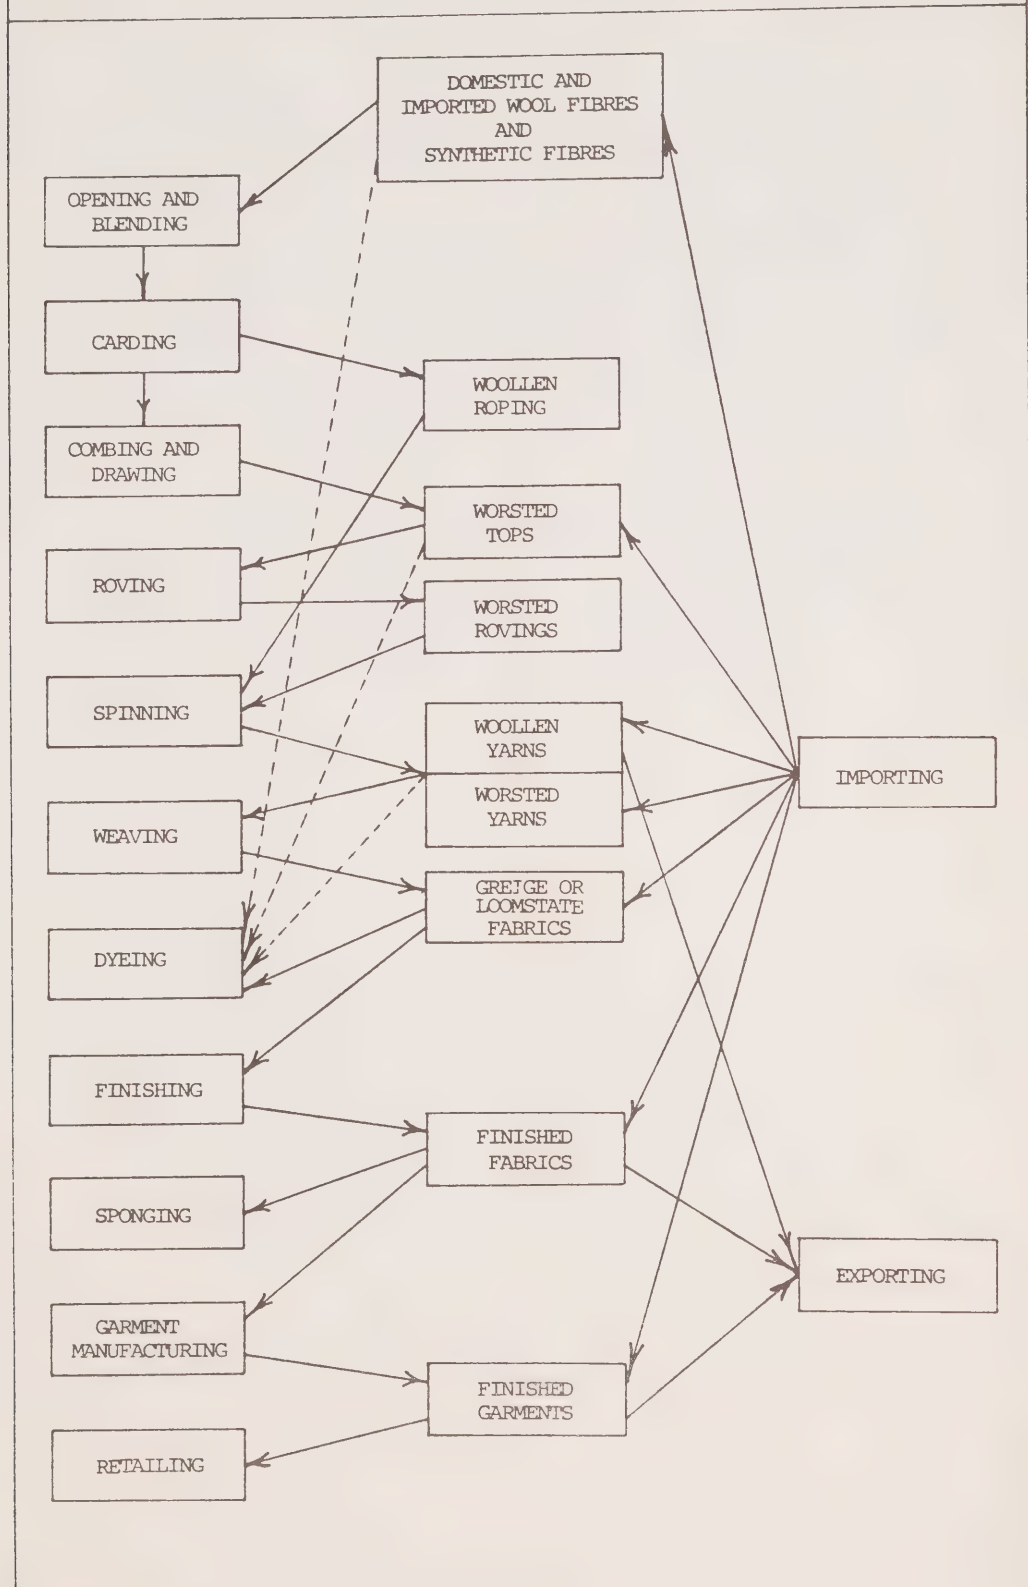 DOMESTIC AND
IMPORTED WOOL FIBRES
AND
SYNTHETIC FIBRES
OPENING AND
BLENDING
CARDING
WOOLLEN
ROPING
COMBING AND
DRAWING
WORSTED
TOPS
ROVING
WORSTED
ROVINGS
SPINNING
WOOLLEN
YARNS
IMPORTING
WORSTED
YARNS
WEAVING
GREIGE OR
LOOMSTATE
FABRICS
DYEING
FINISHING
FINISHED
FABRICS
SPONGING
EXPORTING
GARMENT
MANUFACTURING
FINISHED
GARMENTS
RETAILING